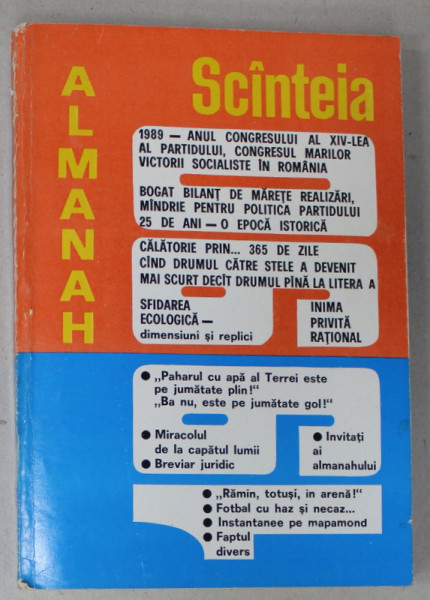 ALMANAH
Scînteia
1989 — ANUL CONGRESULUI AL XIV-LEA
AL PARTIDULUI, CONGRESUL MARILOR
VICTORII SOCIALISTE ÎN ROMÂNIA
BOGAT BILANȚ DE MĂREȚE REALIZĂRI,
MÎNDRIE PENTRU POLITICA PARTIDULUI
25 DE ANI — O EPOCĂ ISTORICĂ
CĂLĂTORIE PRIN... 365 DE ZILE
CÎND DRUMUL CĂTRE STELE A DEVENIT
MAI SCURT DECÎT DRUMUL PÎNĂ LA LITERA A
SFIDAREA
ECOLOGICĂ —
dimensiuni și replici
INIMA
PRIVITĂ
RAȚIONAL
● „Paharul cu apă al Terrei este
pe jumătate plin!"
„Ba nu, este pe jumătate gol!"
● Miracolul
de la capătul lumii
● Breviar juridic
● Invitați
ai
almanahului
● „Rămin, totuși, in arenă!"
● Fotbal cu haz și necaz...
● Instantanee pe mapamond
● Faptul
divers